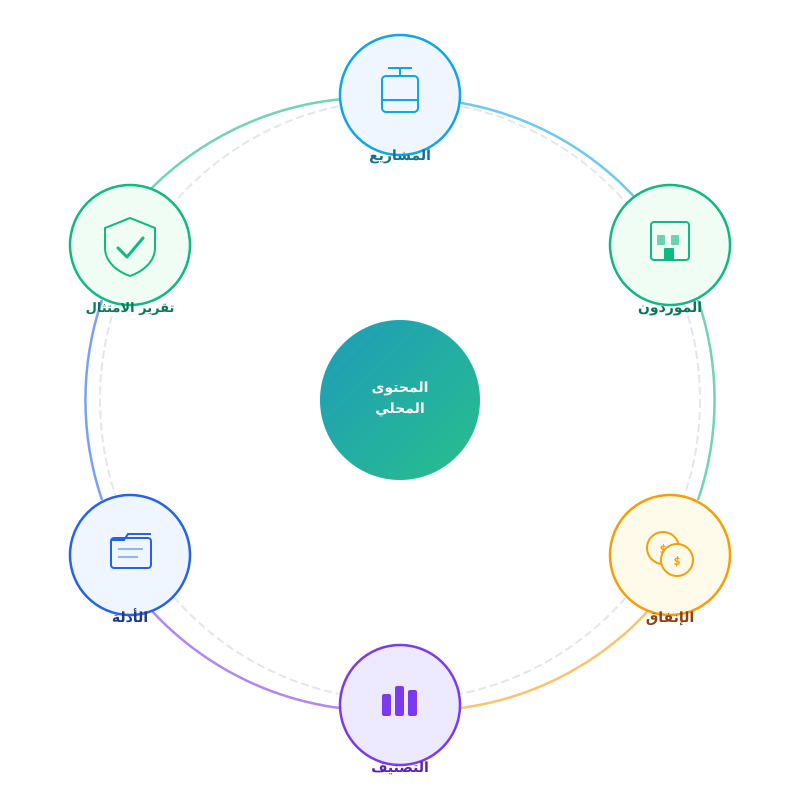 المشاريع
الموردون
الإنفاق
التصنيف
الأدلة
تقرير الامتثال
المحتوى
المحلي
$
$